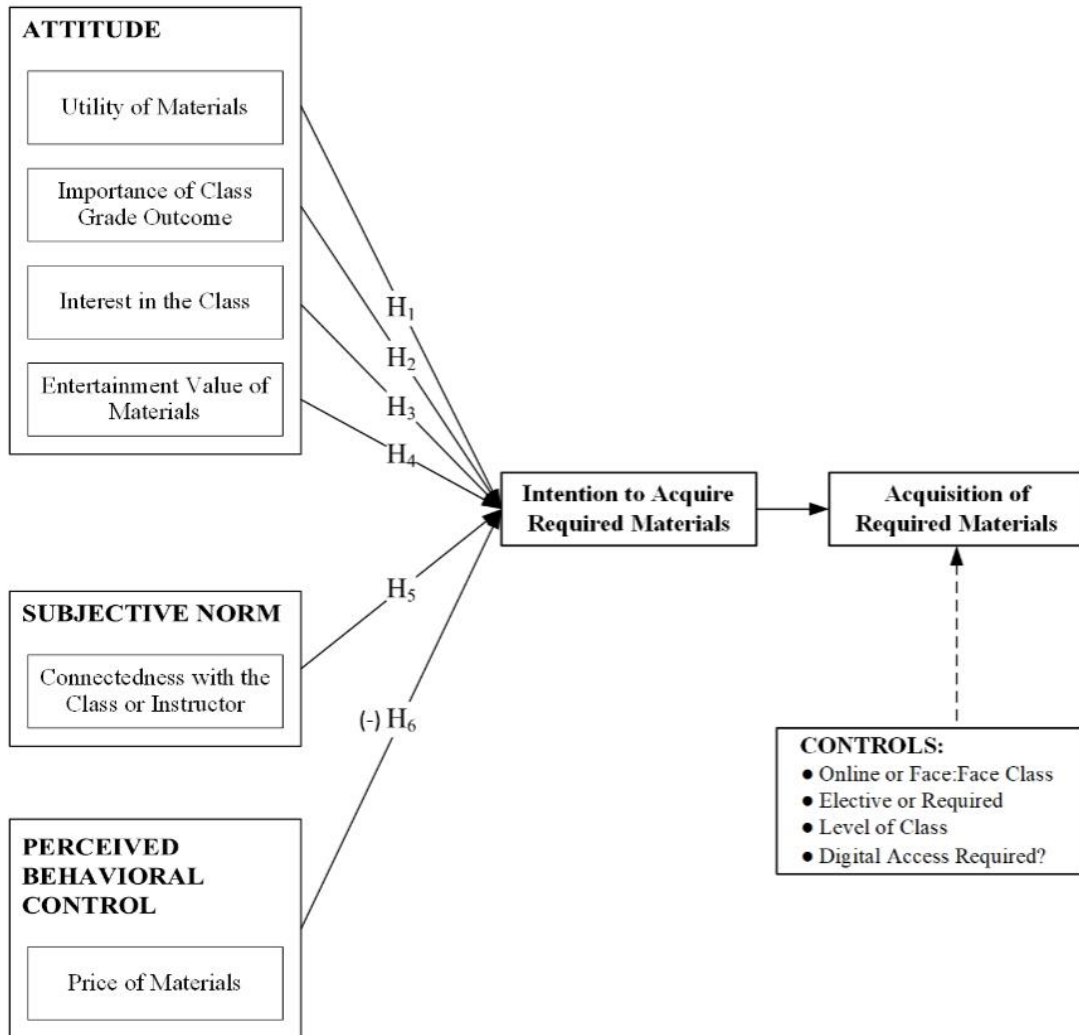 ATTITUDE
Utility of Materials
Importance of Class
Grade Outcome
Interest in the Class
Entertainment Value of
Materials
H₁
H₂
H₃
H₄
Intention to Acquire
Required Materials
Acquisition of
Required Materials
H₅
SUBJECTIVE NORM
Connectedness with the
Class or Instructor
(-) H₆
CONTROLS:
● Online or Face:Face Class
● Elective or Required
● Level of Class
● Digital Access Required?
PERCEIVED
BEHAVIORAL
CONTROL
Price of Materials